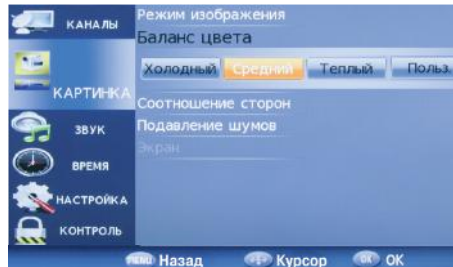 КАНАЛЫ
КАРТИНКА
ЗВУК
ВРЕМЯ
НАСТРОЙКА
КОНТРОЛЬ
Режим изображения
Баланс цвета
Холодный Средний Теплый Польз.
Соотношение сторон
Подавление шумов
Экран
MENU Назад Курсор OK OK